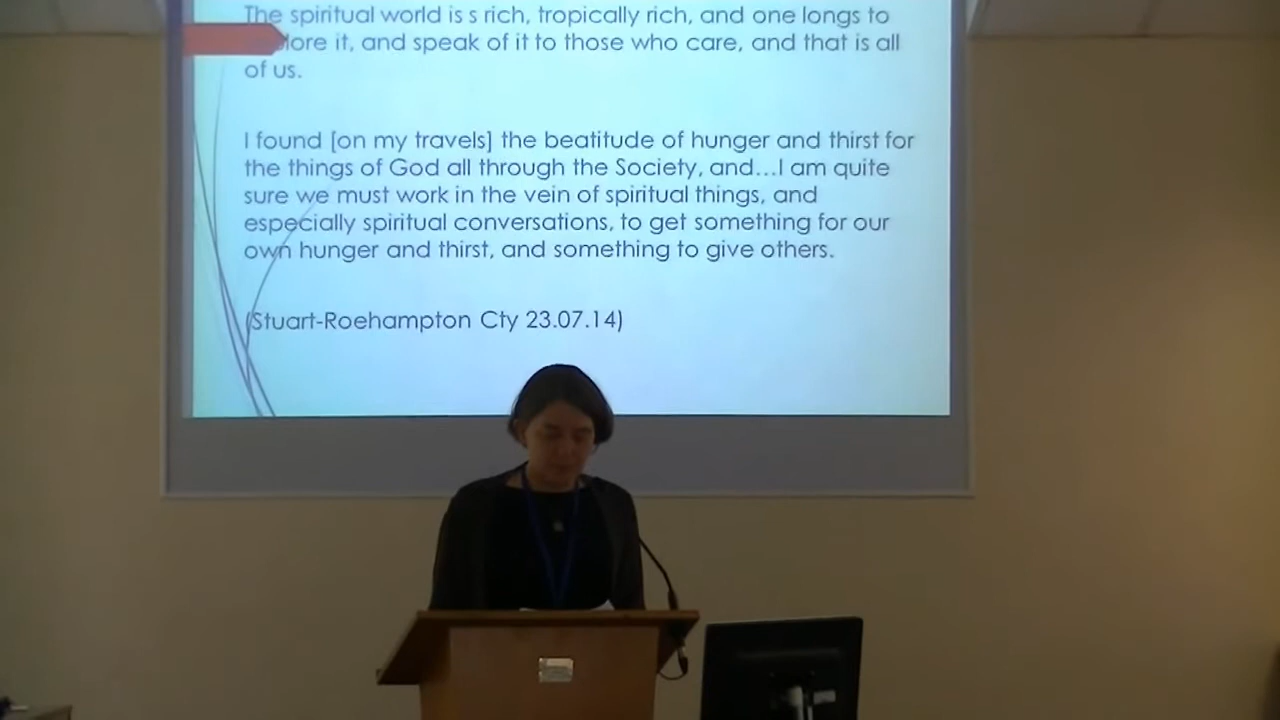 The spiritual world is s rich, tropically rich, and one longs to
lore it, and speak of it to those who care, and that is all
of us.
I found [on my travels] the beatitude of hunger and thirst for
the things of God all through the Society, and...I am quite
sure we must work in the vein of spiritual things, and
especially spiritual conversations, to get something for our
own hunger and thirst, and something to give others.
(Stuart-Roehampton Cty 23.07.14)